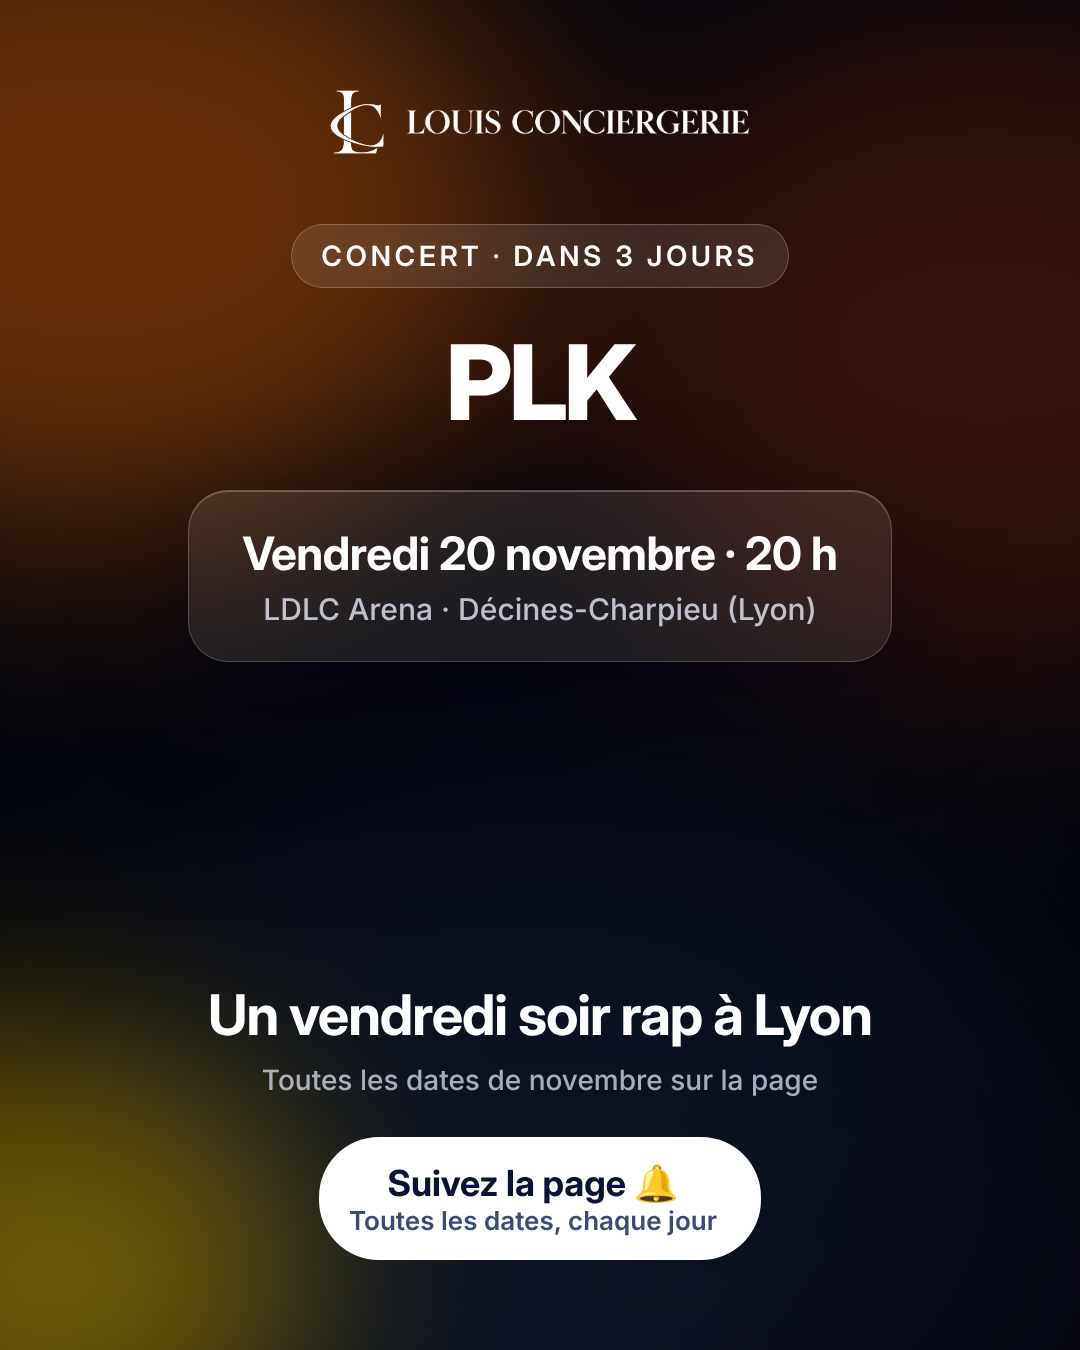 LC LOUIS CONCIERGERIE
CONCERT · DANS 3 JOURS
PLK
Vendredi 20 novembre · 20 h
LDLC Arena · Décines-Charpieu (Lyon)
Un vendredi soir rap à Lyon
Toutes les dates de novembre sur la page
Suivez la page 🔔
Toutes les dates, chaque jour